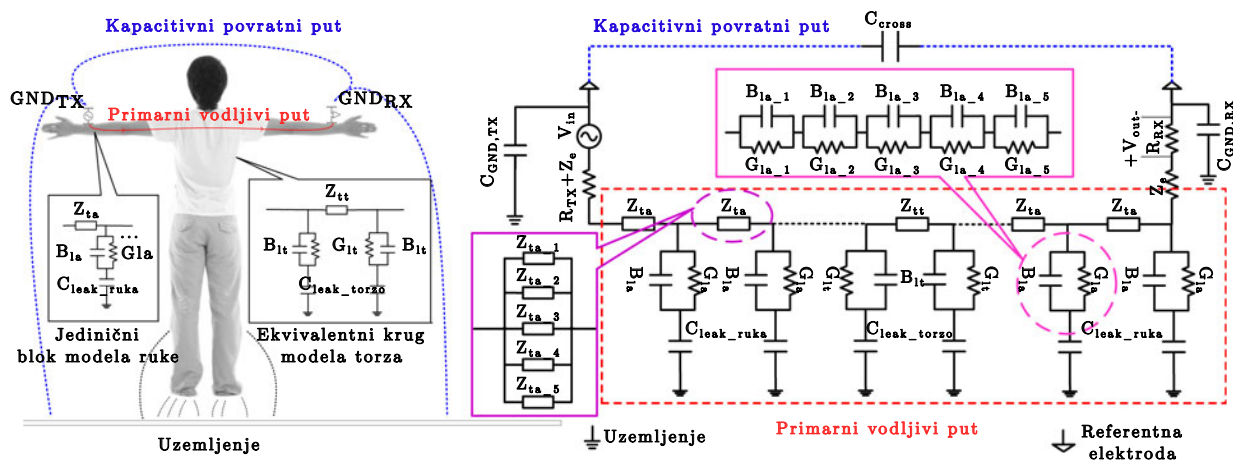 Kapacitivni povratni put
GND_TX
GND_RX
Primarni vodljivi put
Z_ta
...
B_la
Gla
C_leak_ruka
Jedinični
blok modela ruke
Z_tt
B_lt
G_lt
B_lt
C_leak_torzo
Ekvivalentni krug
modela torza
Uzemljenje
Kapacitivni povratni put
C_cross
C_GND,TX
V_in
R_TX+Z_e
B_la_1
B_la_2
B_la_3
B_la_4
B_la_5
G_la_1
G_la_2
G_la_3
G_la_4
G_la_5
+V_out-
R_RX
Z_e
C_GND,RX
Z_ta
Z_ta
Z_tt
Z_ta
Z_ta
Z_ta_1
Z_ta_2
Z_ta_3
Z_ta_4
Z_ta_5
B_la
G_la
B_la
G_la
G_lt
B_lt
G_lt
B_la
G_la
B_la
G_la
C_leak_ruka
C_leak_torzo
C_leak_ruka
Uzemljenje
Primarni vodljivi put
Referentna
elektroda